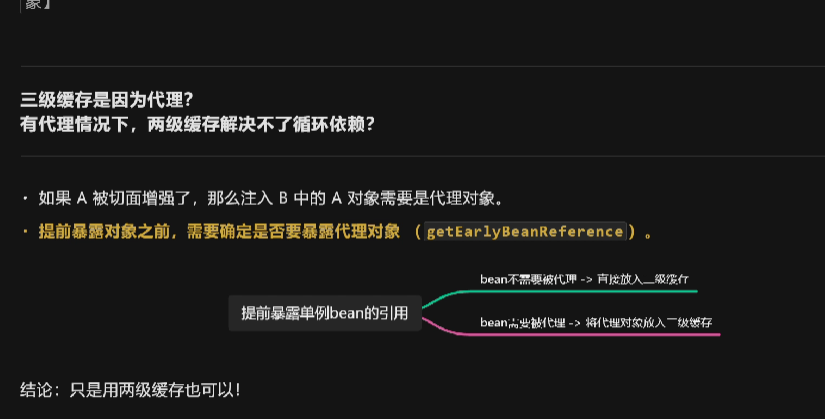 象】
三级缓存是因为代理？
有代理情况下，两级缓存解决不了循环依赖？
· 如果 A 被切面增强了，那么注入 B 中的 A 对象需要是代理对象。
· 提前暴露对象之前，需要确定是否要暴露代理对象 （getEarlyBeanReference）。
bean不需要被代理 -> 直接放入二级缓存
提前暴露单例bean的引用
bean需要被代理 -> 将代理对象放入二级缓存
结论：只是用两级缓存也可以！